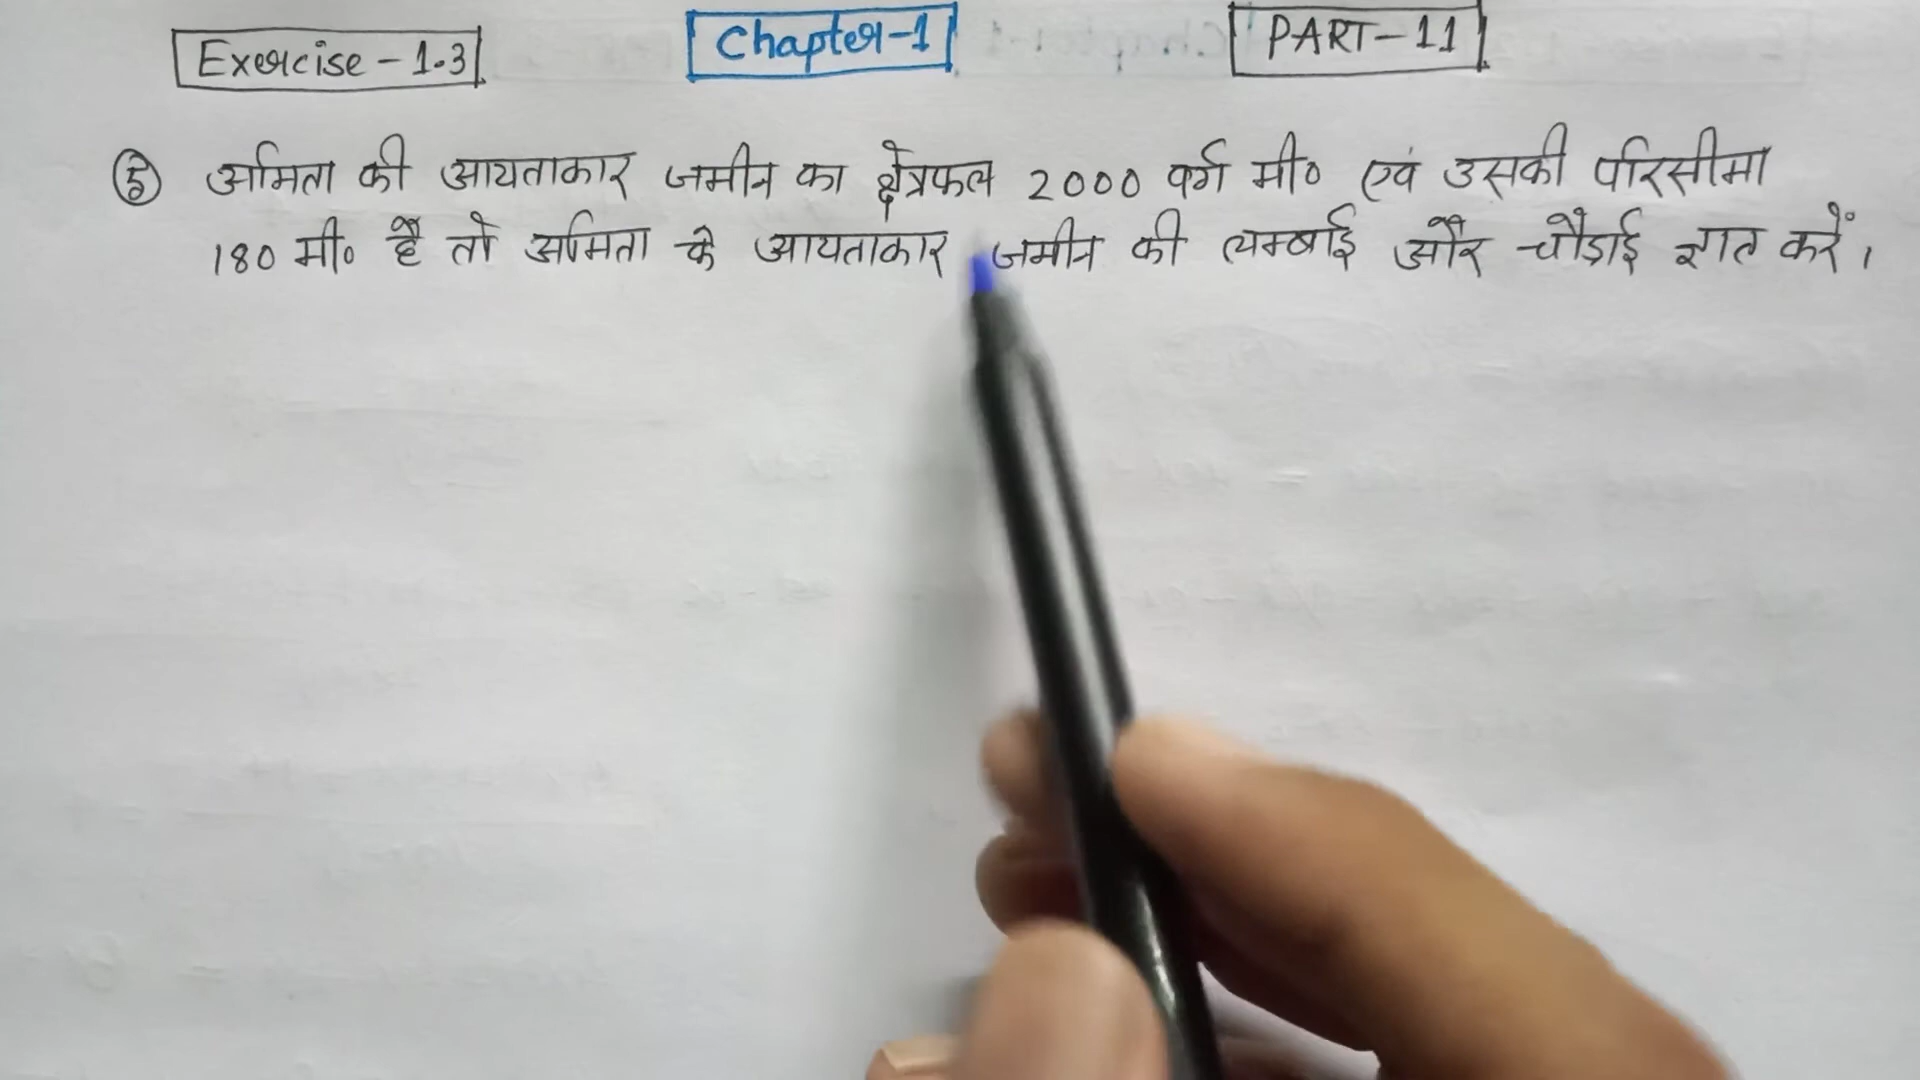 Exercise - 1.3
Chapter-1
PART-11
⑤ अमिता की आयताकार जमीन का क्षेत्रफल 2000 वर्ग मी० एवं उसकी परिसीमा
180 मी० है तो अमिता के आयताकार जमीन की लम्बाई और चौड़ाई ज्ञात करें।